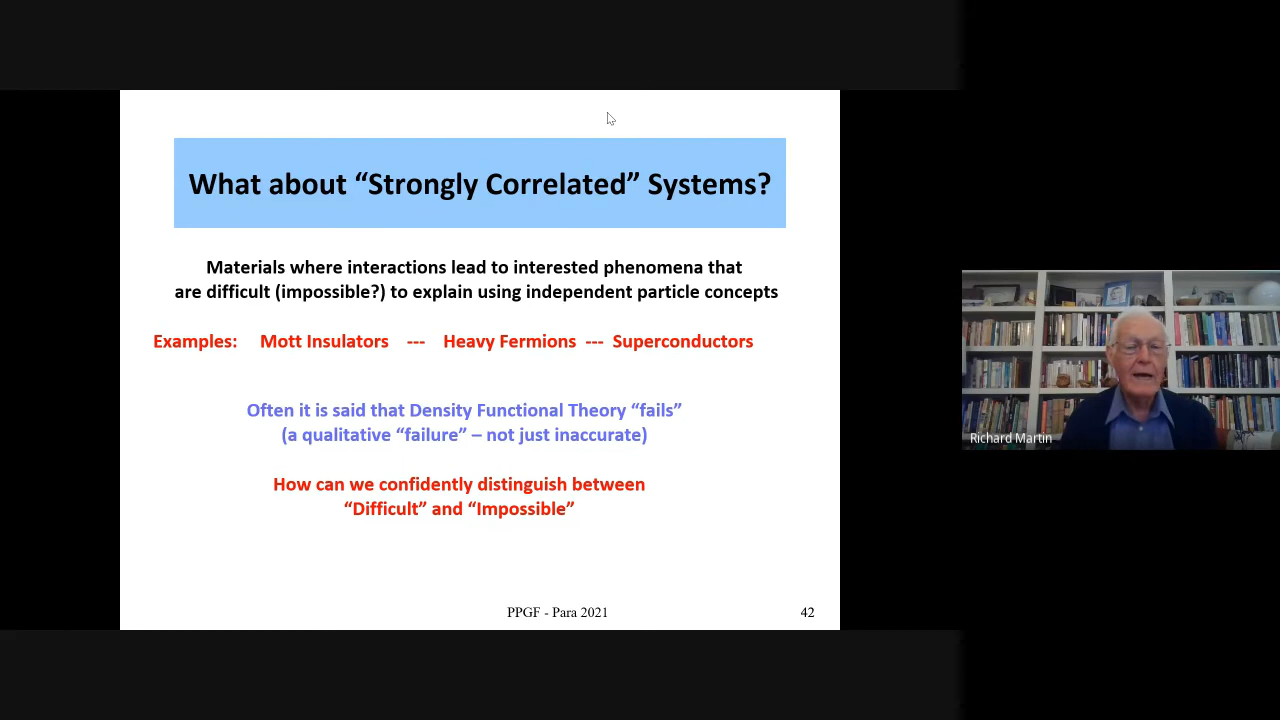 What about “Strongly Correlated” Systems?
Materials where interactions lead to interested phenomena that
are difficult (impossible?) to explain using independent particle concepts
Examples: Mott Insulators --- Heavy Fermions --- Superconductors
Often it is said that Density Functional Theory “fails”
(a qualitative “failure” – not just inaccurate)
How can we confidently distinguish between
“Difficult” and “Impossible”
PPGF - Para 2021
42
Richard Martin